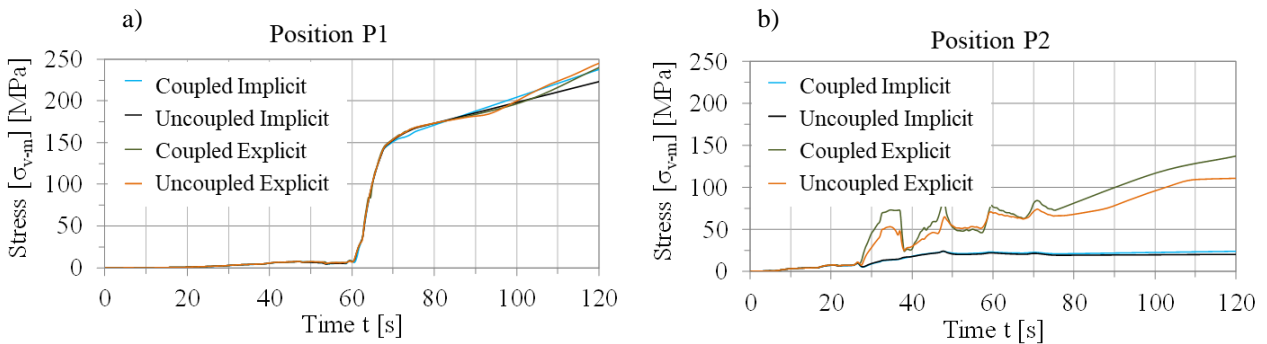 a)
Position P1
Stress [σv-m] [MPa]
250
200
150
100
50
0
Coupled Implicit
Uncoupled Implicit
Coupled Explicit
Uncoupled Explicit
0 20 40 60 80 100 120
Time t [s]
b)
Position P2
Stress [σv-m] [MPa]
250
200
150
100
50
0
Coupled Implicit
Uncoupled Implicit
Coupled Explicit
Uncoupled Explicit
0 20 40 60 80 100 120
Time t [s]